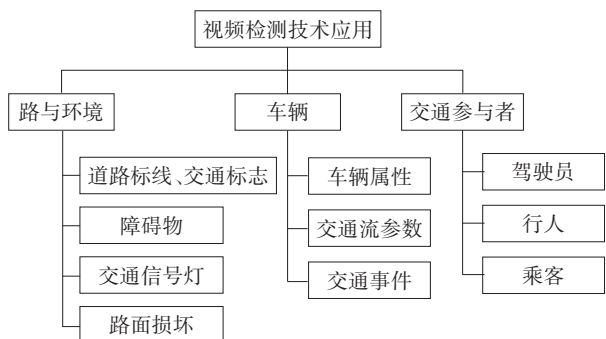 视频检测技术应用
路与环境
车辆
交通参与者
道路标线、交通标志
障碍物
交通信号灯
路面损坏
车辆属性
交通流参数
交通事件
驾驶员
行人
乘客